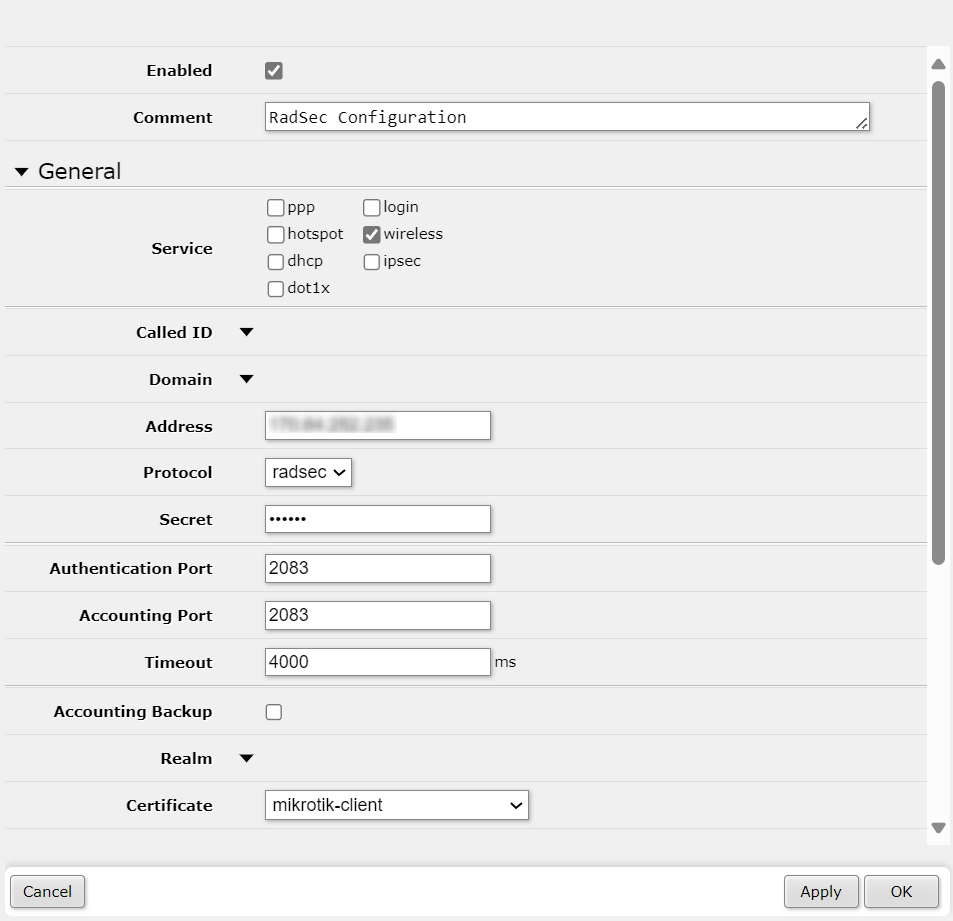 Enabled
Comment RadSec Configuration
General
Service
ppp login
hotspot wireless
dhcp ipsec
dot1x
Called ID
Domain
Address
Protocol radsec
Secret ••••••
Authentication Port 2083
Accounting Port 2083
Timeout 4000 ms
Accounting Backup
Realm
Certificate mikrotik-client
Cancel Apply OK